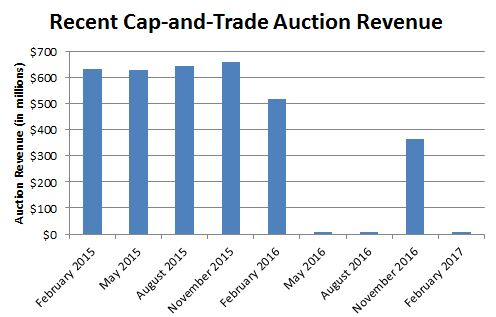 Recent Cap-and-Trade Auction Revenue
Auction Revenue (in millions)
$700
$600
$500
$400
$300
$200
$100
$0
February 2015
May 2015
August 2015
November 2015
February 2016
May 2016
August 2016
November 2016
February 2017